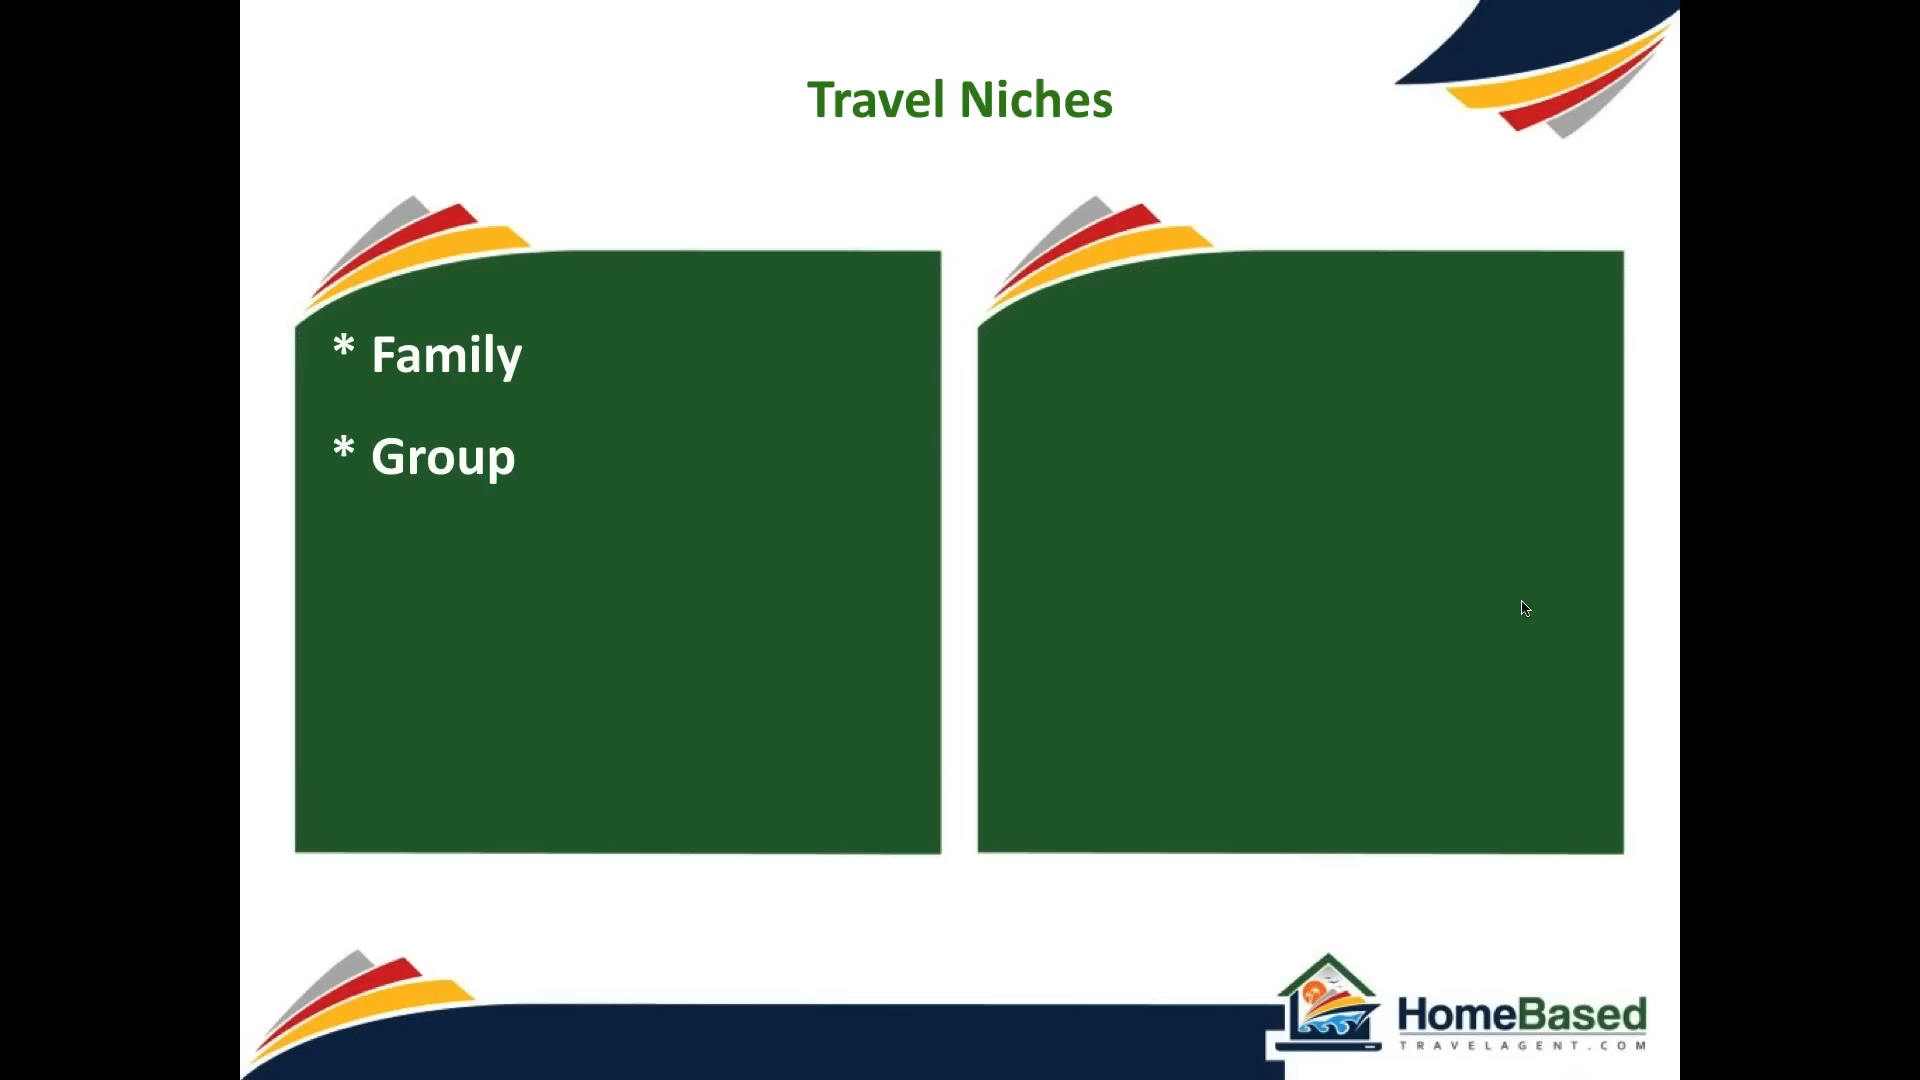 Travel Niches
* Family
* Group
HomeBased
TRAVELAGENT.COM